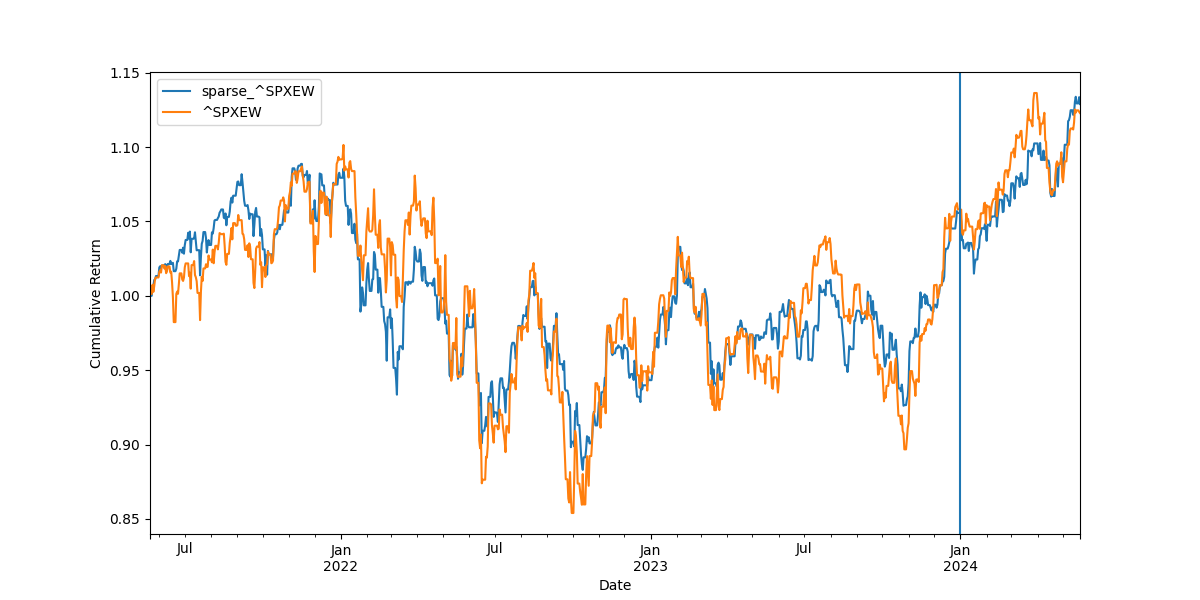 sparse_^SPXEW
^SPXEW
1.15
1.10
1.05
1.00
0.95
0.90
0.85
Cumulative Return
Jul
Jan
2022
Jul
Jan
2023
Jul
Jan
2024
Date